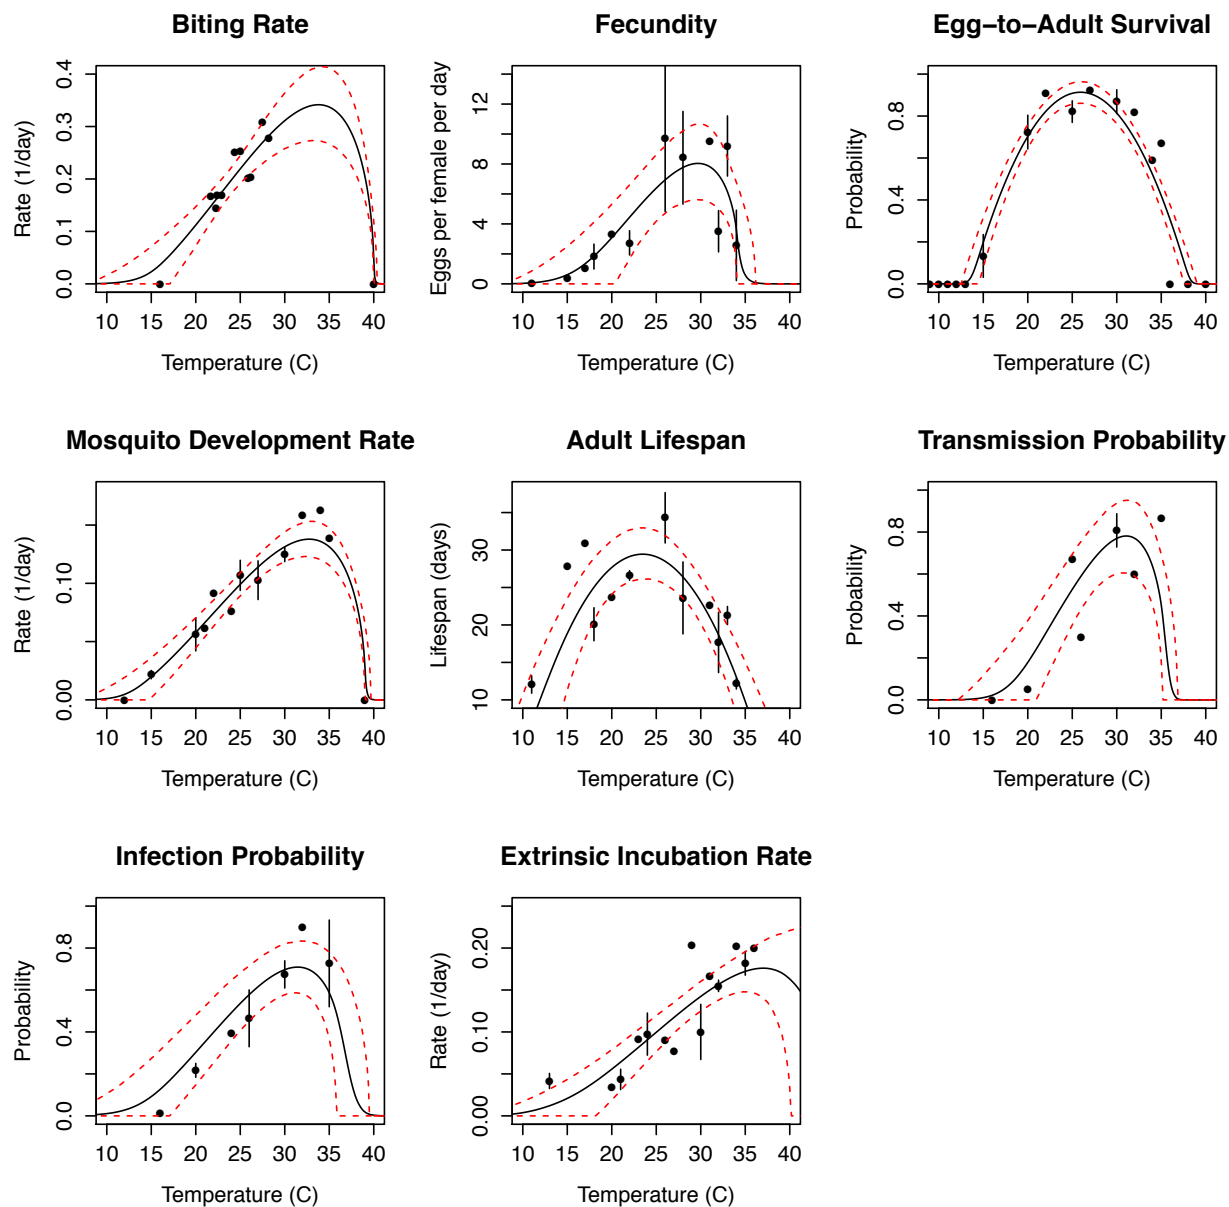 Biting Rate
Rate (1/day)
0.0 0.1 0.2 0.3 0.4
10 15 20 25 30 35 40
Temperature (C)
Fecundity
Eggs per female per day
0 4 8 12
10 15 20 25 30 35 40
Temperature (C)
Egg−to−Adult Survival
Probability
0.0 0.4 0.8
10 15 20 25 30 35 40
Temperature (C)
Mosquito Development Rate
Rate (1/day)
0.00 0.10
10 15 20 25 30 35 40
Temperature (C)
Adult Lifespan
Lifespan (days)
10 20 30
10 15 20 25 30 35 40
Temperature (C)
Transmission Probability
Probability
0.0 0.4 0.8
10 15 20 25 30 35 40
Temperature (C)
Infection Probability
Probability
0.0 0.4 0.8
10 15 20 25 30 35 40
Temperature (C)
Extrinsic Incubation Rate
Rate (1/day)
0.00 0.10 0.20
10 15 20 25 30 35 40
Temperature (C)